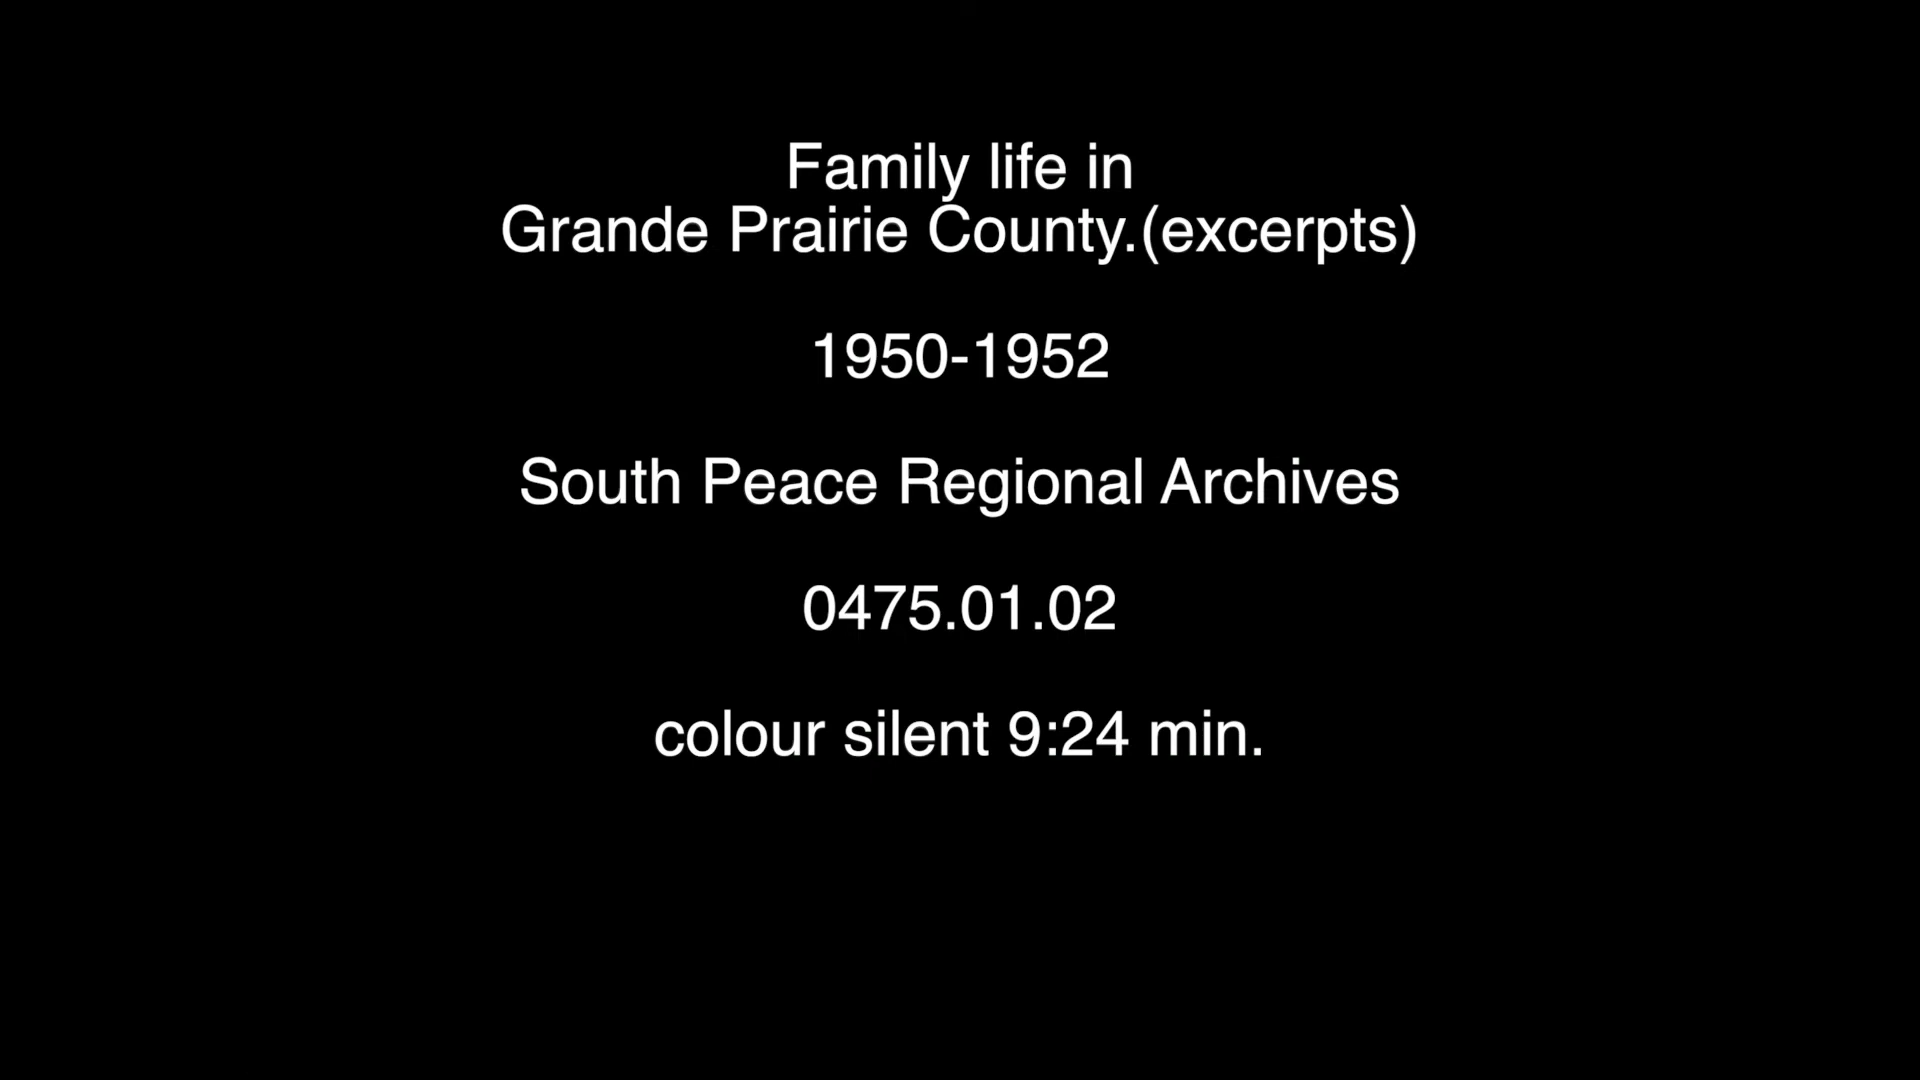 Family life in
Grande Prairie County.(excerpts)
1950-1952
South Peace Regional Archives
0475.01.02
colour silent 9:24 min.